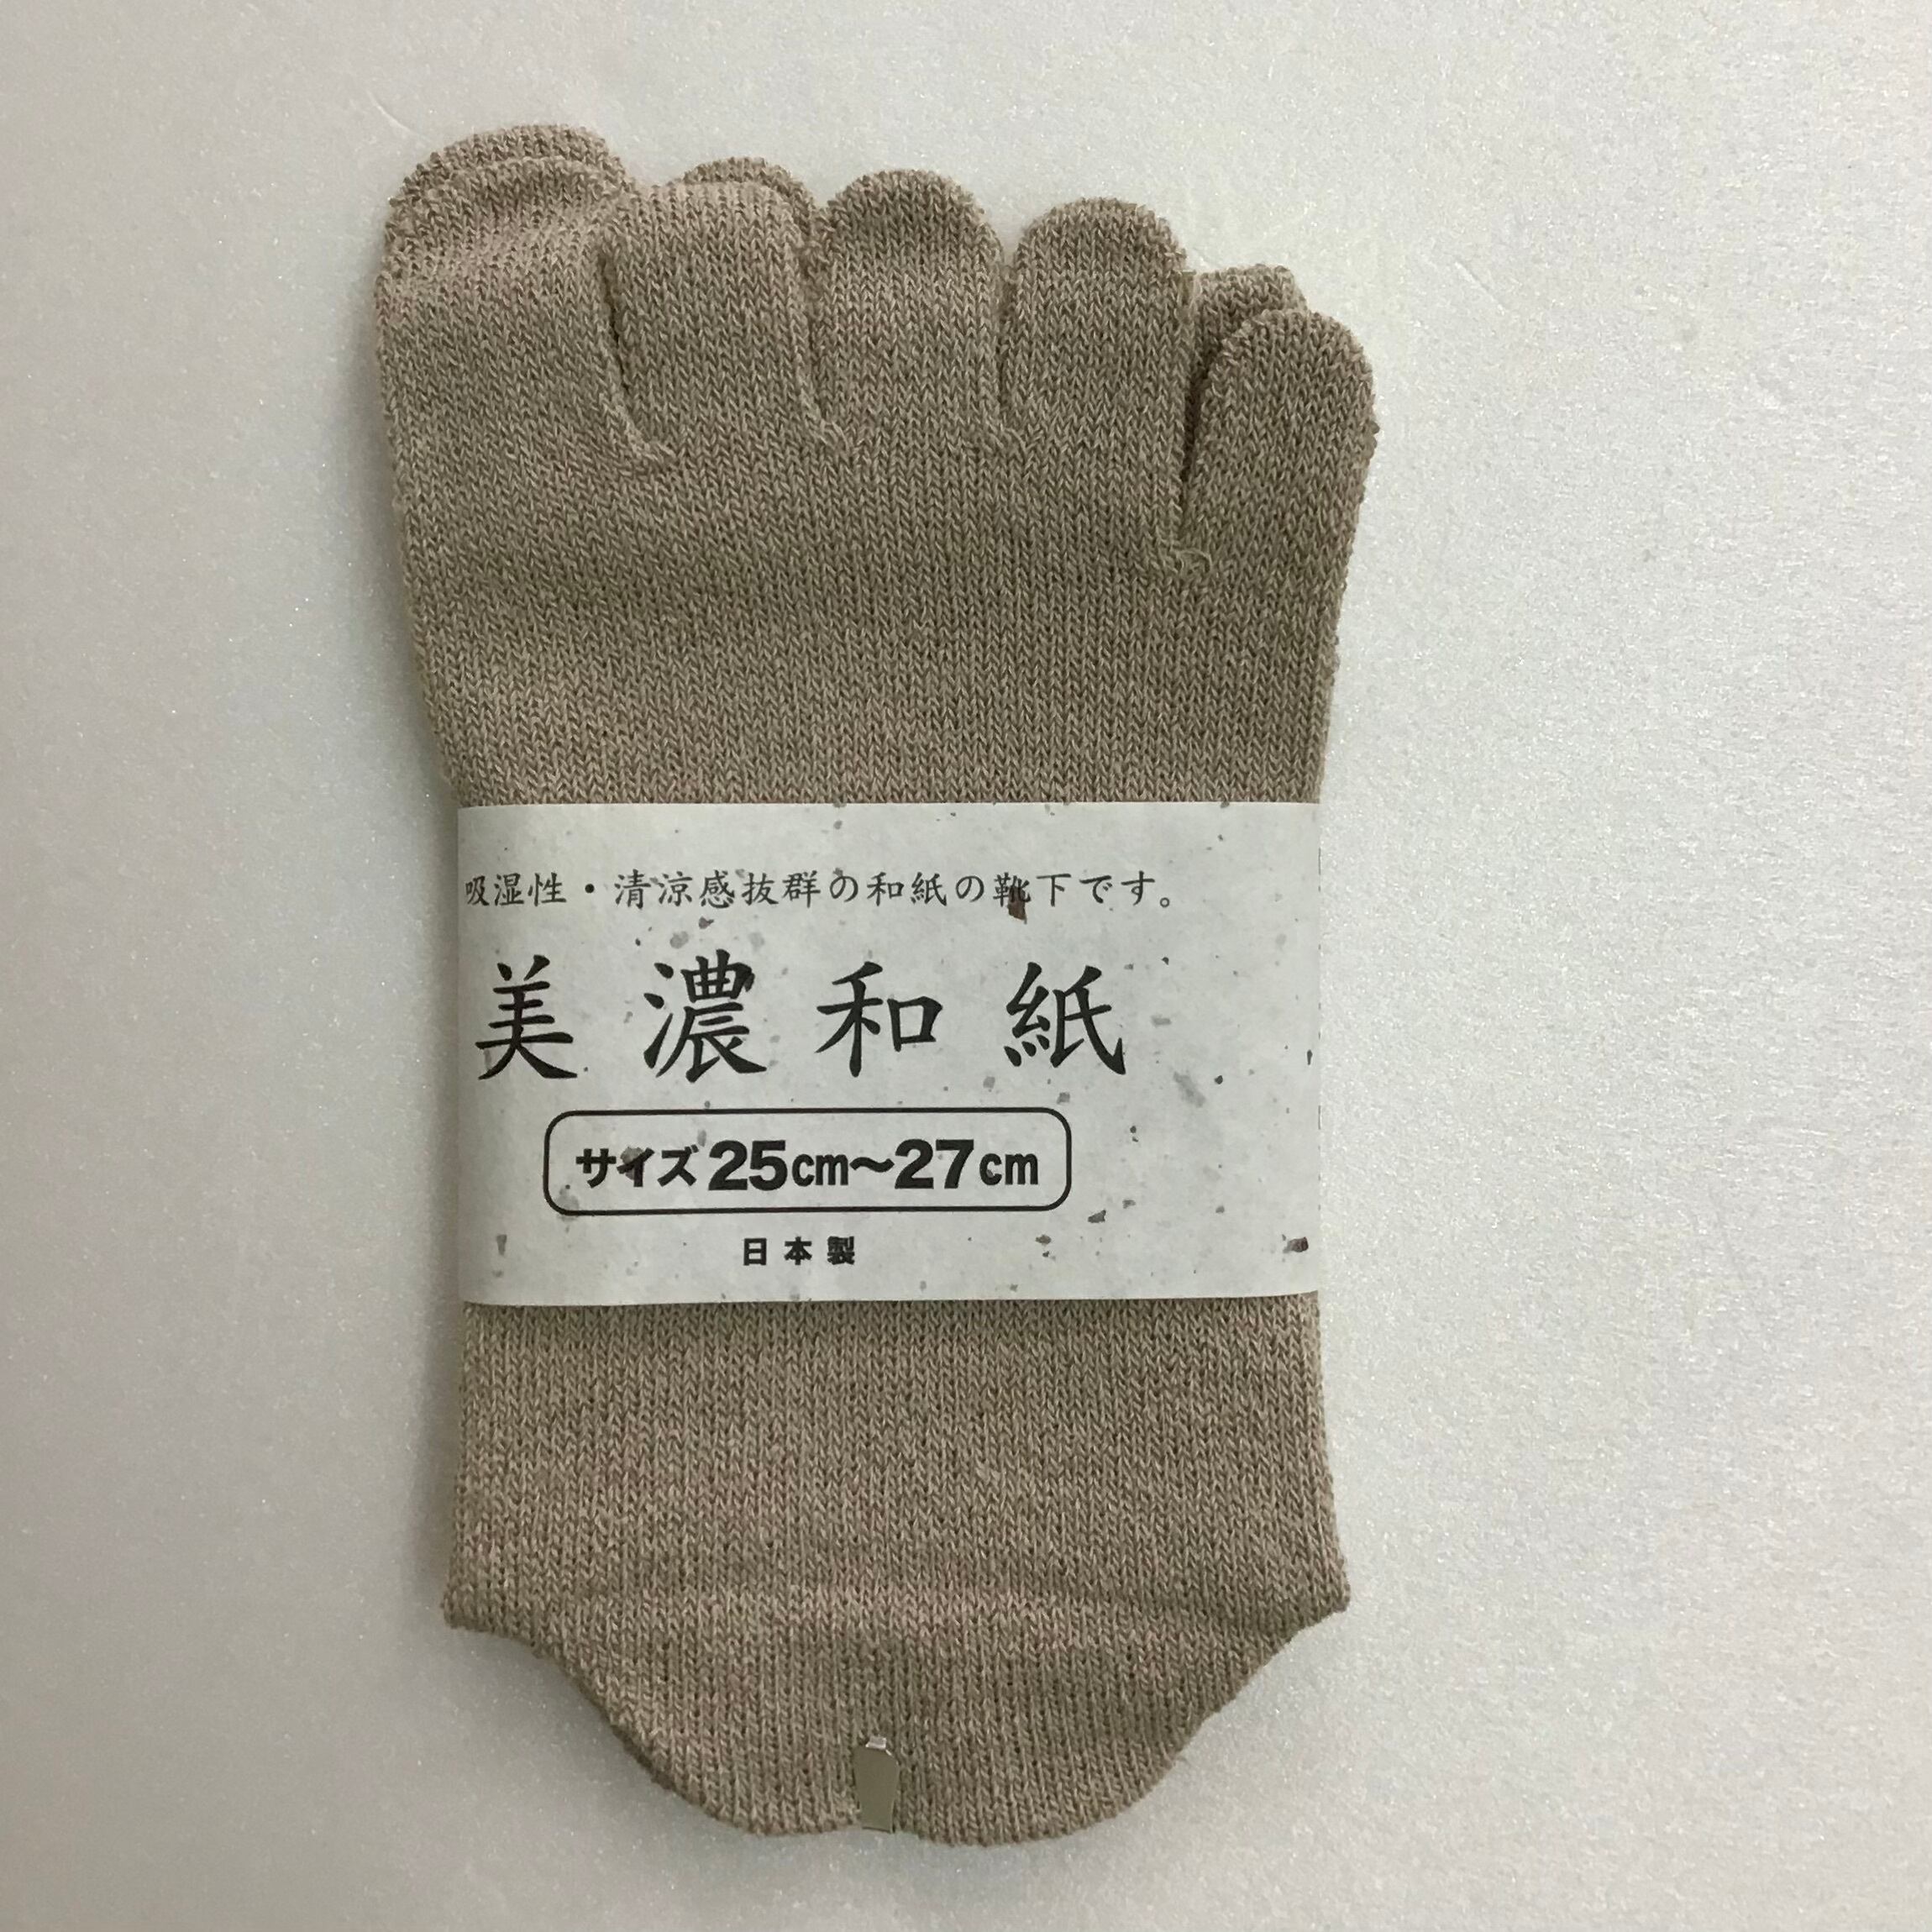 吸湿性・清涼感抜群の和紙の靴下です。
美濃和紙
サイズ25cm〜27cm
日本製